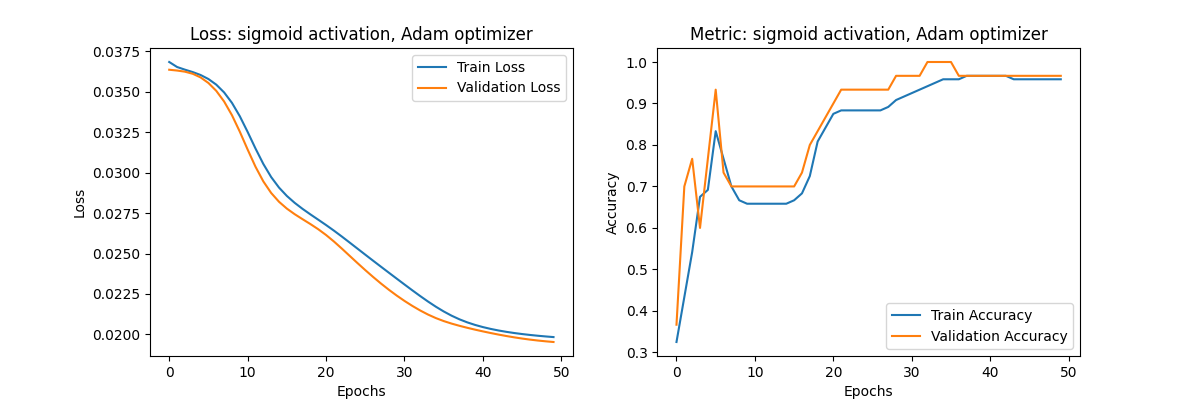 Loss: sigmoid activation, Adam optimizer
0.0375
0.0350
0.0325
0.0300
0.0275
0.0250
0.0225
0.0200
Loss
Train Loss
Validation Loss
0
10
20
30
40
50
Epochs
Metric: sigmoid activation, Adam optimizer
1.0
0.9
0.8
0.7
0.6
0.5
0.4
0.3
Accuracy
Train Accuracy
Validation Accuracy
0
10
20
30
40
50
Epochs